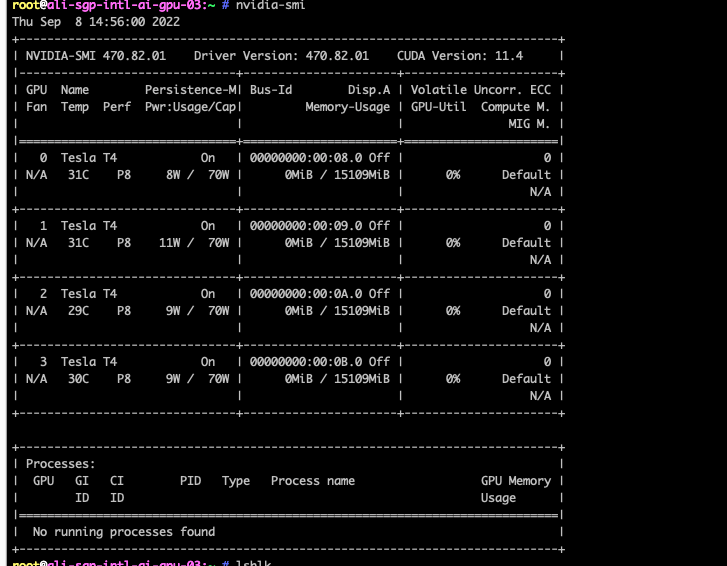 root@ali-sgp-intl-ai-gpu-03:~ # nvidia-smi
Thu Sep  8 14:56:00 2022
+-----------------------------------------------------------------------------+
| NVIDIA-SMI 470.82.01    Driver Version: 470.82.01    CUDA Version: 11.4     |
|-------------------------------+----------------------+----------------------+
| GPU  Name        Persistence-M| Bus-Id        Disp.A | Volatile Uncorr. ECC |
| Fan  Temp  Perf  Pwr:Usage/Cap|         Memory-Usage | GPU-Util  Compute M. |
|                               |                      |               MIG M. |
|===============================+======================+======================|
|   0  Tesla T4            On   | 00000000:00:08.0 Off |                    0 |
| N/A   31C    P8     8W /  70W |      0MiB / 15109MiB |      0%      Default |
|                               |                      |                  N/A |
+-------------------------------+----------------------+----------------------+
|   1  Tesla T4            On   | 00000000:00:09.0 Off |                    0 |
| N/A   31C    P8    11W /  70W |      0MiB / 15109MiB |      0%      Default |
|                               |                      |                  N/A |
+-------------------------------+----------------------+----------------------+
|   2  Tesla T4            On   | 00000000:00:0A.0 Off |                    0 |
| N/A   29C    P8     9W /  70W |      0MiB / 15109MiB |      0%      Default |
|                               |                      |                  N/A |
+-------------------------------+----------------------+----------------------+
|   3  Tesla T4            On   | 00000000:00:0B.0 Off |                    0 |
| N/A   30C    P8     9W /  70W |      0MiB / 15109MiB |      0%      Default |
|                               |                      |                  N/A |
+-------------------------------+----------------------+----------------------+

+-----------------------------------------------------------------------------+
| Processes:                                                                  |
|  GPU   GI   CI        PID   Type   Process name                  GPU Memory |
|        ID   ID                                                   Usage      |
|=============================================================================|
|  No running processes found                                                 |
+-----------------------------------------------------------------------------+
root@ali-sgp-intl-ai-gpu-03:~ # lsblk